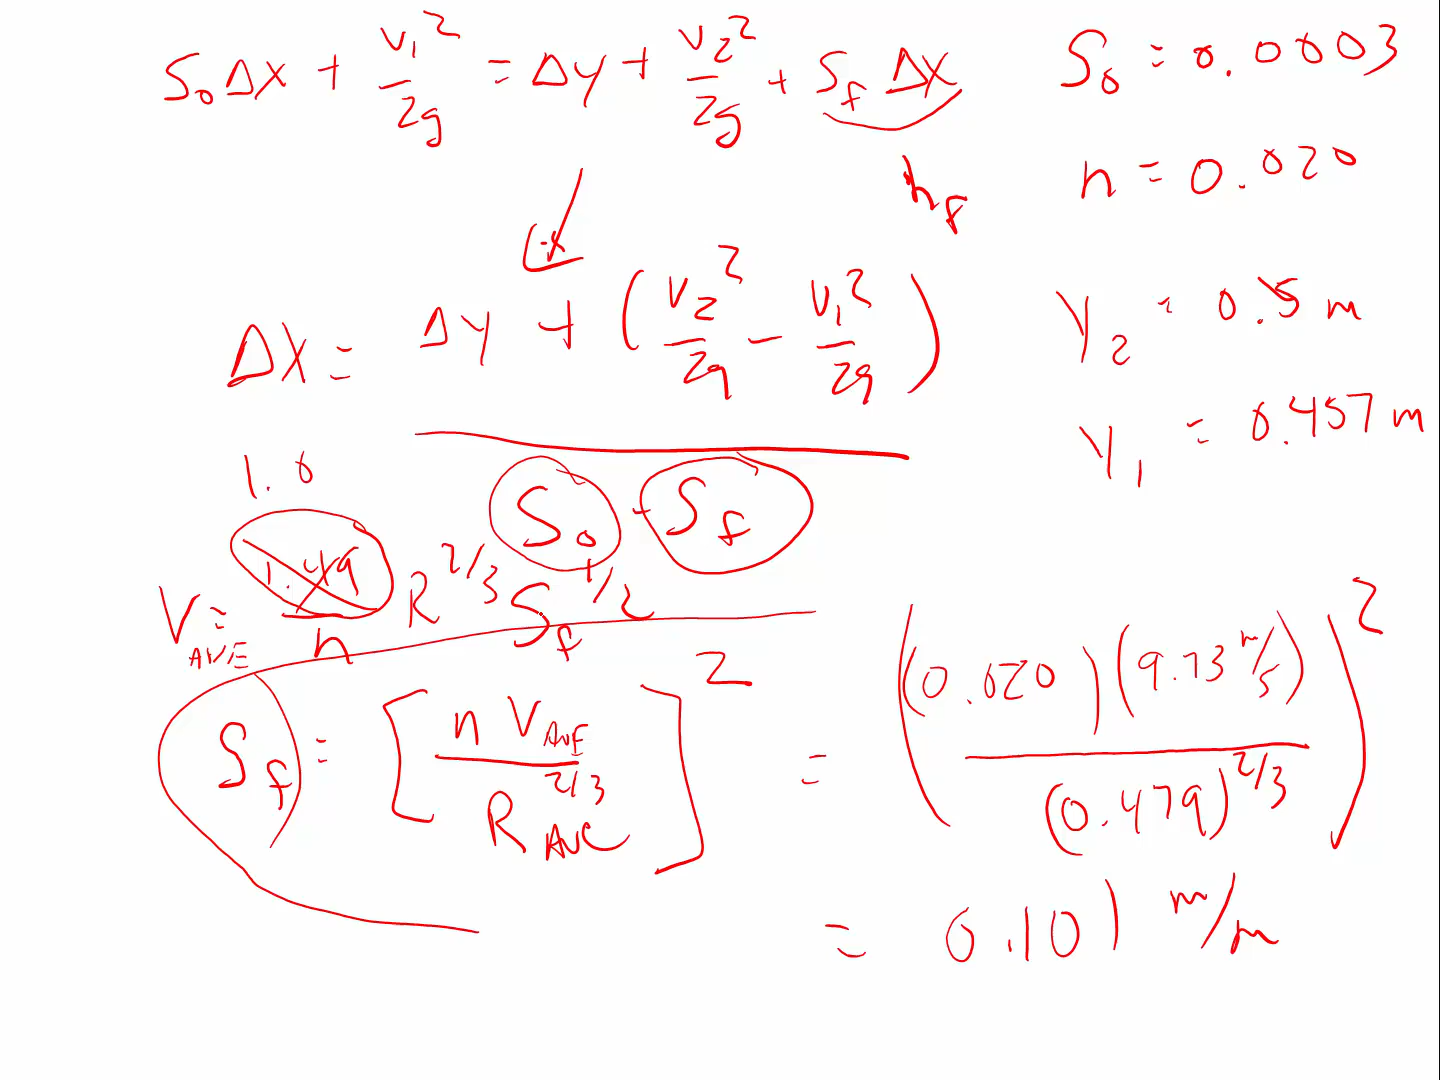 S₀ΔX + V₁²/2g = Δy + V₂²/2g + S_f ΔX
S₀ = 0.0003
h_f
n = 0.020
ΔX = (Δy + (V₂²/2g - V₁²/2g)) / (S₀ - S_f)
Y₂ = 0.5 m
Y₁ = 0.457 m
1.0
V_AVE = 1.49/n R^2/3 S_f^1/2
S_f = [n V_AVE / R_AVE^2/3]² = ((0.020)(9.73 m/s) / (0.479)^2/3)²
= 0.101 m/m